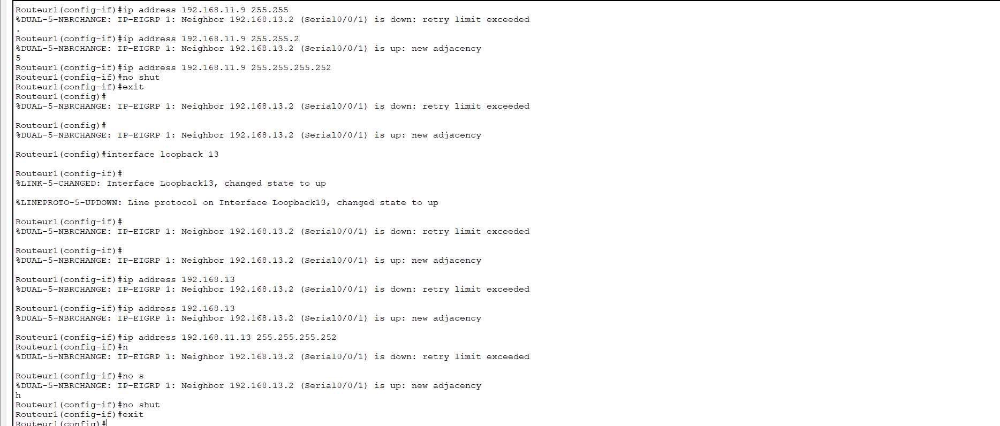 Routeur1(config-if)#ip address 192.168.11.9 255.255
%DUAL-5-NBRCHANGE: IP-EIGRP 1: Neighbor 192.168.13.2 (Serial0/0/1) is down: retry limit exceeded
.
Routeur1(config-if)#ip address 192.168.11.9 255.255.2
%DUAL-5-NBRCHANGE: IP-EIGRP 1: Neighbor 192.168.13.2 (Serial0/0/1) is up: new adjacency
5
Routeur1(config-if)#ip address 192.168.11.9 255.255.255.252
Routeur1(config-if)#no shut
Routeur1(config-if)#exit
Routeur1(config)#
%DUAL-5-NBRCHANGE: IP-EIGRP 1: Neighbor 192.168.13.2 (Serial0/0/1) is down: retry limit exceeded
Routeur1(config)#
%DUAL-5-NBRCHANGE: IP-EIGRP 1: Neighbor 192.168.13.2 (Serial0/0/1) is up: new adjacency
Routeur1(config)#interface loopback 13
Routeur1(config-if)#
%LINK-5-CHANGED: Interface Loopback13, changed state to up
%LINEPROTO-5-UPDOWN: Line protocol on Interface Loopback13, changed state to up
Routeur1(config-if)#
%DUAL-5-NBRCHANGE: IP-EIGRP 1: Neighbor 192.168.13.2 (Serial0/0/1) is down: retry limit exceeded
Routeur1(config-if)#
%DUAL-5-NBRCHANGE: IP-EIGRP 1: Neighbor 192.168.13.2 (Serial0/0/1) is up: new adjacency
Routeur1(config-if)#ip address 192.168.13
%DUAL-5-NBRCHANGE: IP-EIGRP 1: Neighbor 192.168.13.2 (Serial0/0/1) is down: retry limit exceeded
Routeur1(config-if)#ip address 192.168.13
%DUAL-5-NBRCHANGE: IP-EIGRP 1: Neighbor 192.168.13.2 (Serial0/0/1) is up: new adjacency
Routeur1(config-if)#ip address 192.168.11.13 255.255.255.252
Routeur1(config-if)#n
%DUAL-5-NBRCHANGE: IP-EIGRP 1: Neighbor 192.168.13.2 (Serial0/0/1) is down: retry limit exceeded
Routeur1(config-if)#no s
%DUAL-5-NBRCHANGE: IP-EIGRP 1: Neighbor 192.168.13.2 (Serial0/0/1) is up: new adjacency
h
Routeur1(config-if)#no shut
Routeur1(config-if)#exit
Routeur1(config)#